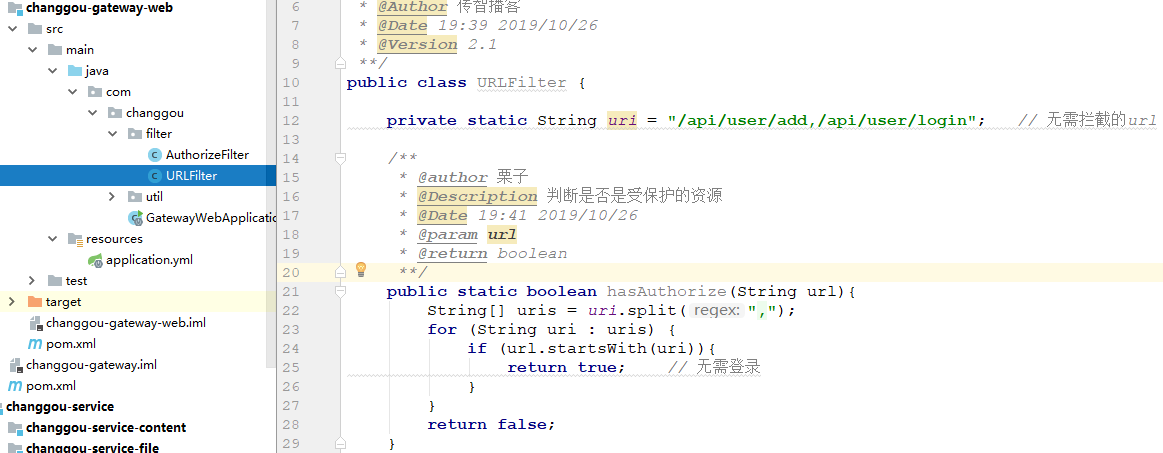 changgou-gateway-web
src
main
java
com
changgou
filter
AuthorizeFilter
URLFilter
util
GatewayWebApplicatio
resources
application.yml
test
target
changgou-gateway-web.iml
pom.xml
changgou-gateway.iml
pom.xml
changgou-service
changgou-service-content
changgou-service-file
6 * @Author 传智播客
7 * @Date 19:39 2019/10/26
8 * @Version 2.1
9 **/
10 public class URLFilter {
11
12 private static String uri = "/api/user/add,/api/user/login"; // 无需拦截的url
13
14 /**
15 * @author 栗子
16 * @Description 判断是否是受保护的资源
17 * @Date 19:41 2019/10/26
18 * @param url
19 * @return boolean
20 **/
21 public static boolean hasAuthorize(String url){
22 String[] uris = uri.split( regex: ",");
23 for (String uri : uris) {
24 if (url.startsWith(uri)){
25 return true; // 无需登录
26 }
27 }
28 return false;
29 }